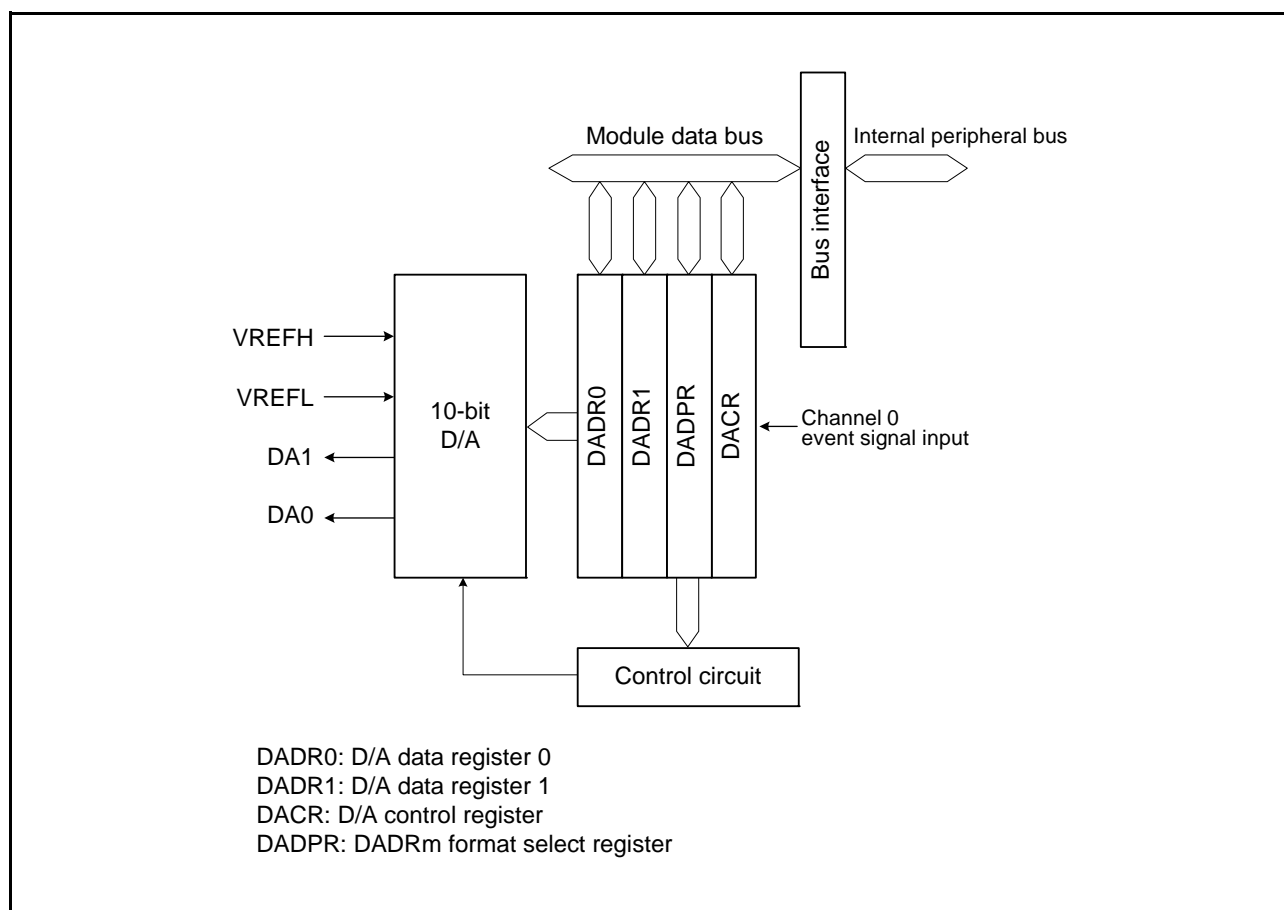 Module data bus
Internal peripheral bus
Bus interface
VREFH
VREFL
DA1
DA0
10-bit
D/A
DADR0
DADR1
DADPR
DACR
Channel 0
event signal input
Control circuit
DADR0: D/A data register 0
DADR1: D/A data register 1
DACR: D/A control register
DADPR: DADRm format select register